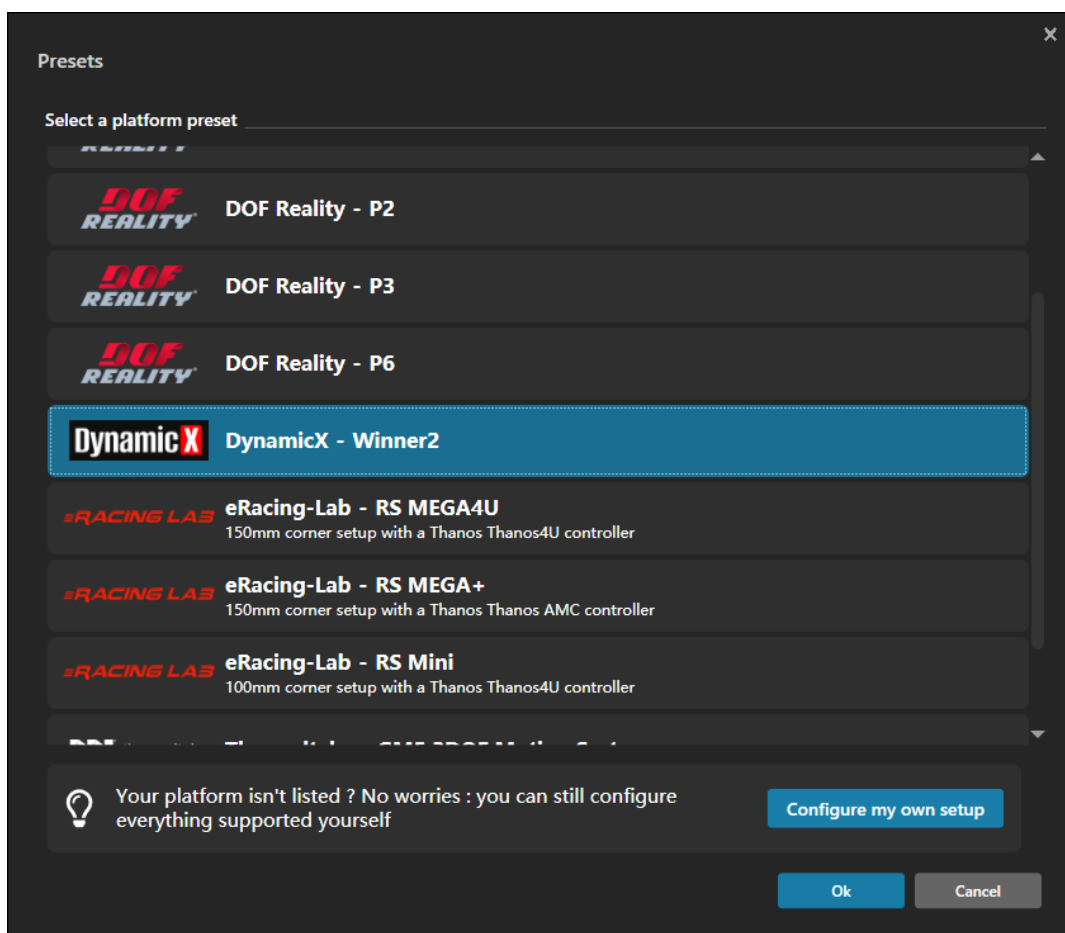 Presets
Select a platform preset
REALITY
DOF
REALITY
DOF Reality - P2
DOF
REALITY
DOF Reality - P3
DOF
REALITY
DOF Reality - P6
DynamicX
DynamicX - Winner2
eRACING LAB
eRacing-Lab - RS MEGA4U
150mm corner setup with a Thanos Thanos4U controller
eRACING LAB
eRacing-Lab - RS MEGA+
150mm corner setup with a Thanos Thanos AMC controller
eRACING LAB
eRacing-Lab - RS Mini
100mm corner setup with a Thanos Thanos4U controller
Your platform isn't listed ? No worries : you can still configure
everything supported yourself
Configure my own setup
Ok
Cancel